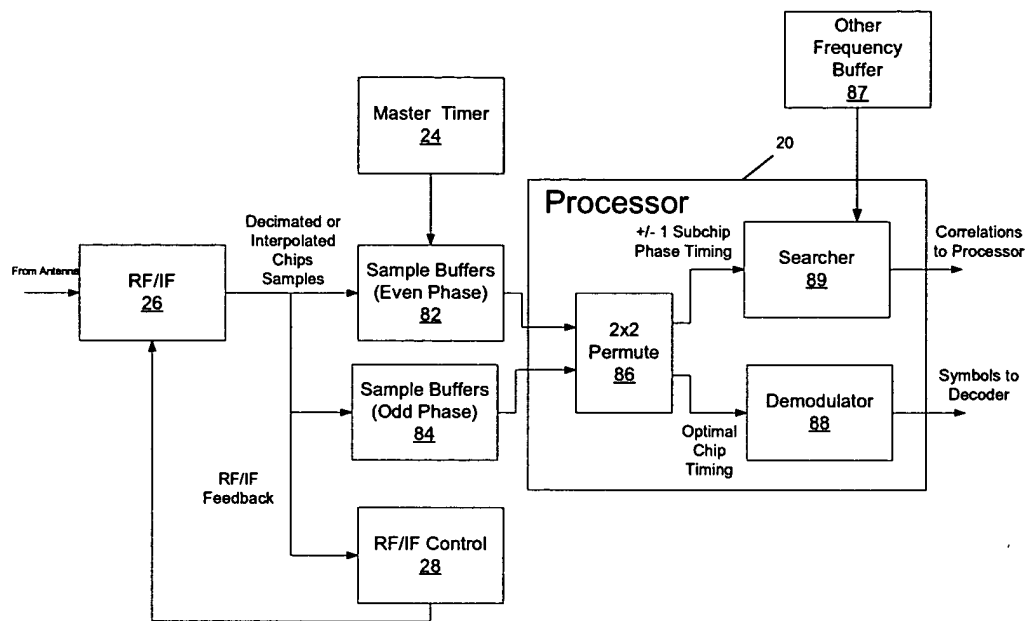 Other
Frequency
Buffer
87
Master Timer
24
20
Processor
Decimated or
Interpolated
Chips
Samples
+/- 1 Subchip
Phase Timing
Correlations
to Processor
From Antenna
RF/IF
26
Sample Buffers
(Even Phase)
82
Searcher
89
2x2
Permute
86
Sample Buffers
(Odd Phase)
84
Symbols to
Decoder
Demodulator
88
Optimal
Chip
Timing
RF/IF
Feedback
RF/IF Control
28